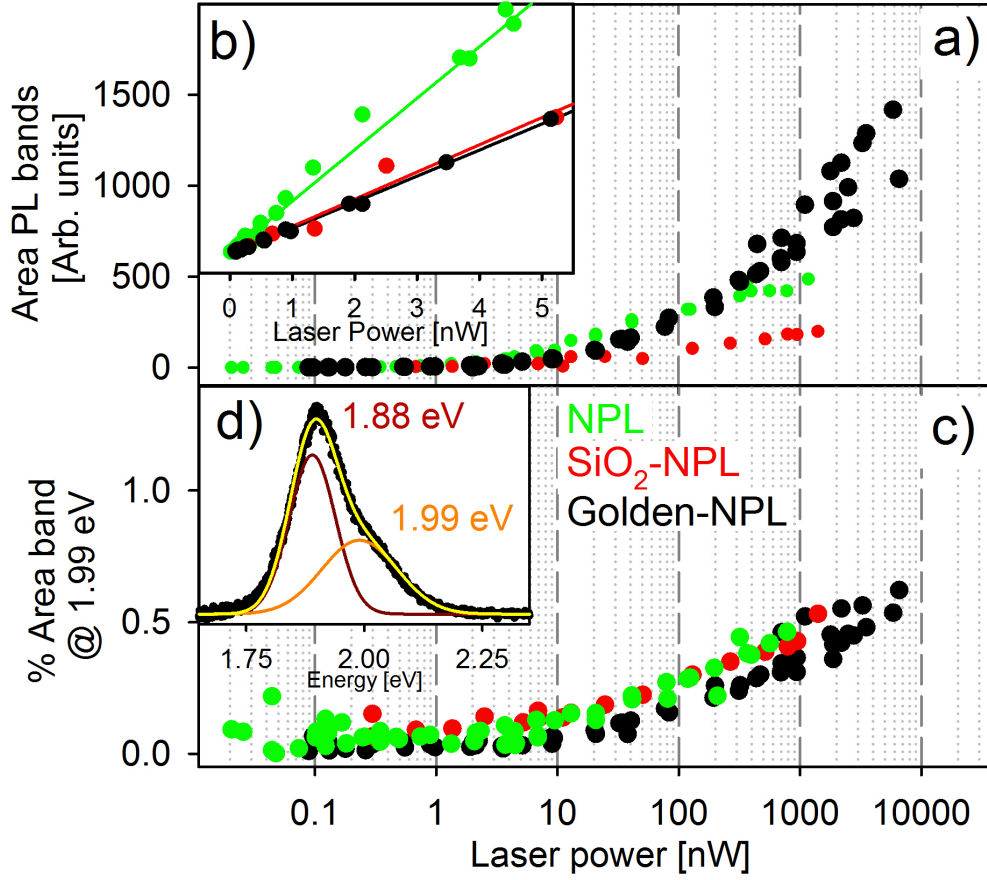 b)
a)
1500
1000
500
0
Area PL bands
[Arb. units]
0 1 2 3 4 5
Laser Power [nW]
d)
1.88 eV
1.99 eV
1.75 2.00 2.25
Energy [eV]
NPL
SiO₂-NPL
Golden-NPL
c)
1.0
0.5
0.0
% Area band
@ 1.99 eV
0.1 1 10 100 1000 10000
Laser power [nW]